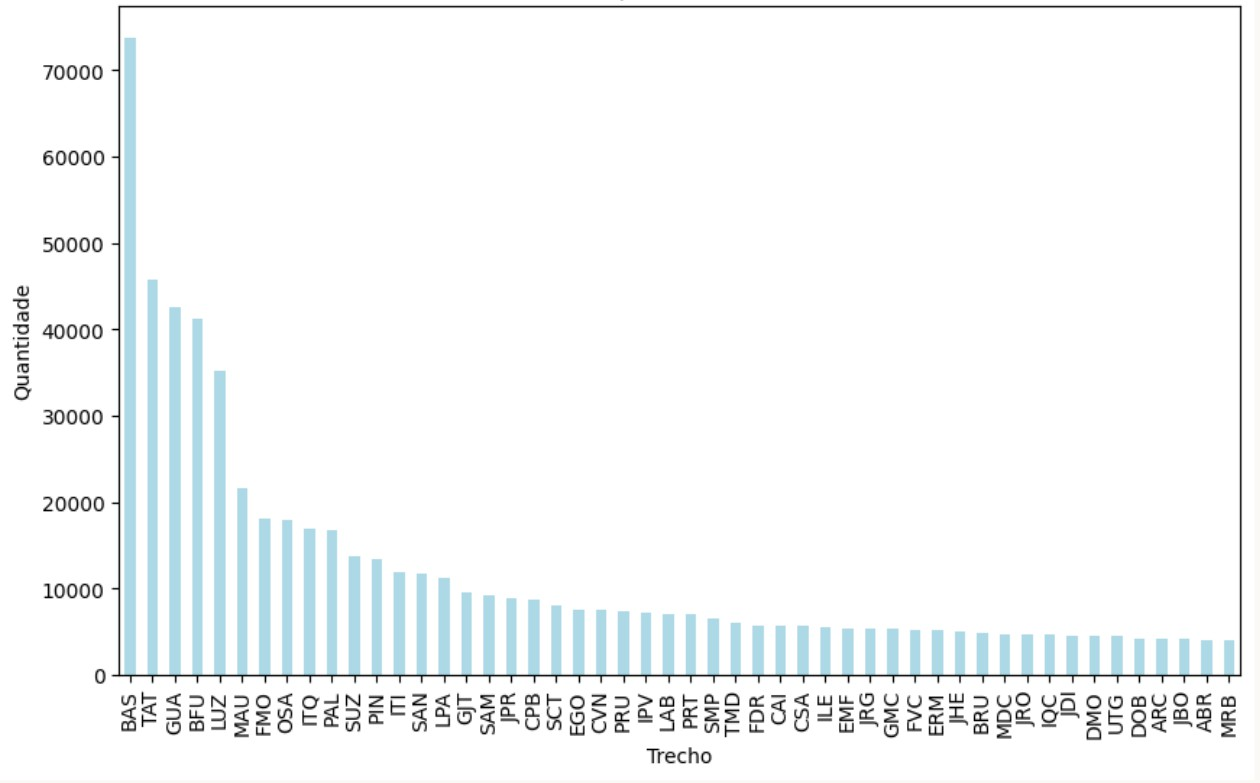 70000
60000
50000
40000
30000
20000
10000
0
Quantidade
BAS TAT GUA BFU LUZ MAU FMO OSA ITQ PAL SUZ PIN ITI SAN LPA GJT SAM JPR CPB SCT EGO CVN PRU IPV LAB PRT SMP TMD FDR CAI CSA ILE EMF JRG GMC FVC ERM JHE BRU MDC JRO IQC JDI DMO UTG DOB ARC JBO ABR MRB
Trecho